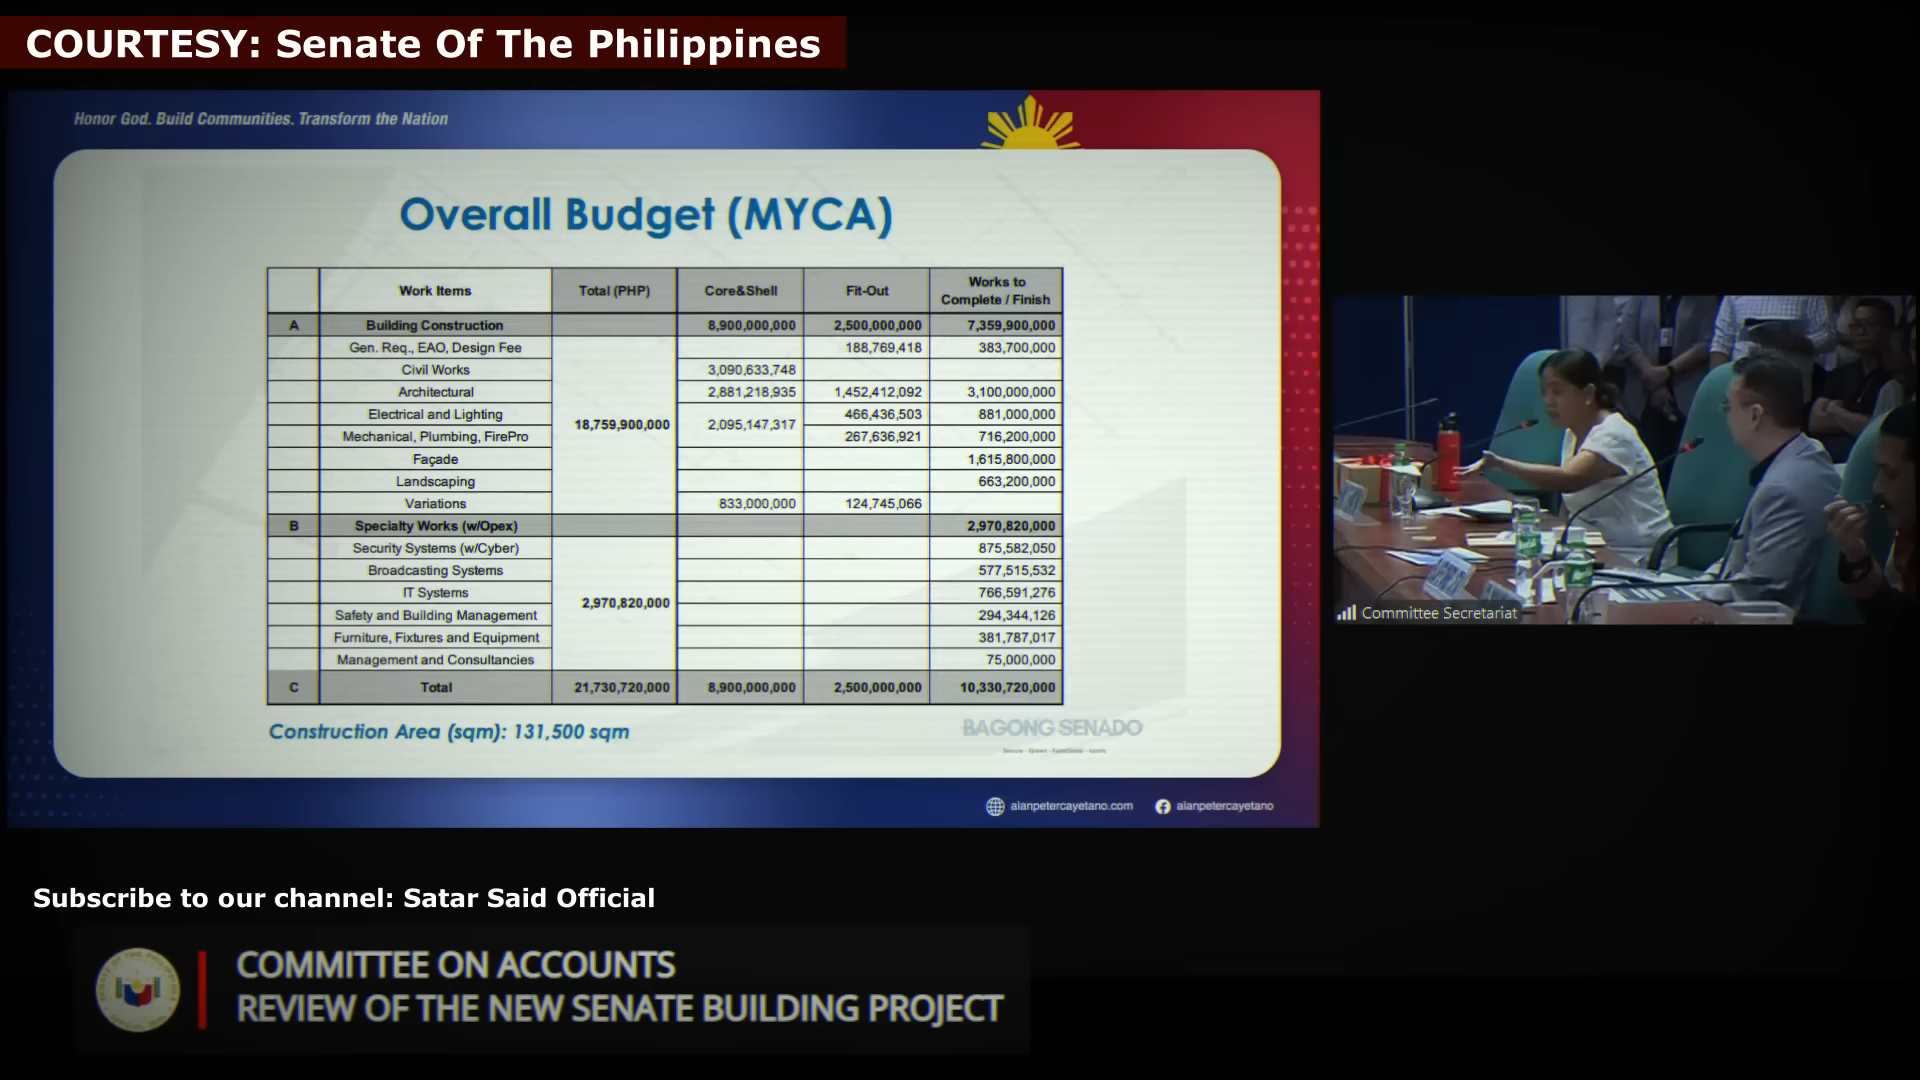 COURTESY: Senate Of The Philippines
Honor God. Build Communities. Transform the Nation
Overall Budget (MYCA)
Work Items Total (PHP) Core&Shell Fit-Out Works to Complete / Finish
A Building Construction 8,900,000,000 2,500,000,000 7,359,900,000
Gen. Req., EAO, Design Fee 188,769,418 383,700,000
Civil Works 3,090,633,748
Architectural 2,881,218,935 1,452,412,092 3,100,000,000
Electrical and Lighting 466,436,503 881,000,000
18,759,900,000 2,095,147,317
Mechanical, Plumbing, FirePro 267,636,921 716,200,000
Façade 1,615,800,000
Landscaping 663,200,000
Variations 833,000,000 124,745,066
B Specialty Works (w/Opex) 2,970,820,000
Security Systems (w/Cyber) 875,582,050
Broadcasting Systems 577,515,532
IT Systems 766,591,276
2,970,820,000
Safety and Building Management 294,344,126
Furniture, Fixtures and Equipment 381,787,017
Management and Consultancies 75,000,000
C Total 21,730,720,000 8,900,000,000 2,500,000,000 10,330,720,000
Construction Area (sqm): 131,500 sqm
BAGONG SENADO
alanpetercayetano.com alanpetercayetano
Committee Secretariat
Subscribe to our channel: Satar Said Official
COMMITTEE ON ACCOUNTS
REVIEW OF THE NEW SENATE BUILDING PROJECT